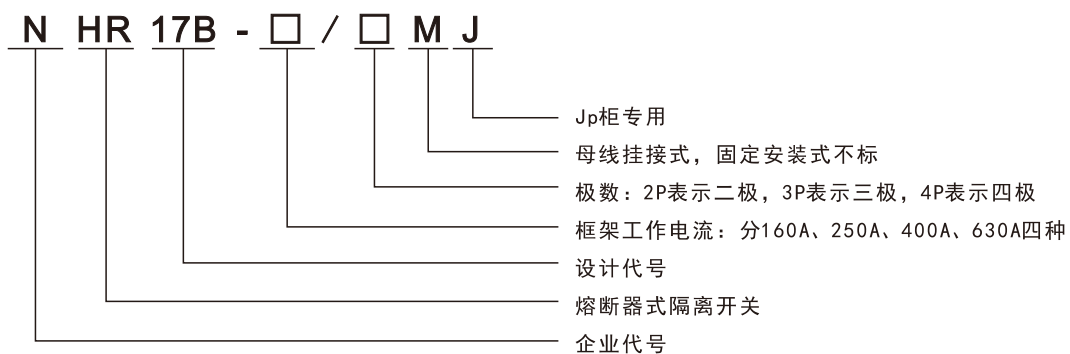 N HR 17B - □ / □ M J
Jp柜专用
母线挂接式，固定安装式不标
极数：2P表示二极，3P表示三极，4P表示四极
框架工作电流：分160A、250A、400A、630A四种
设计代号
熔断器式隔离开关
企业代号